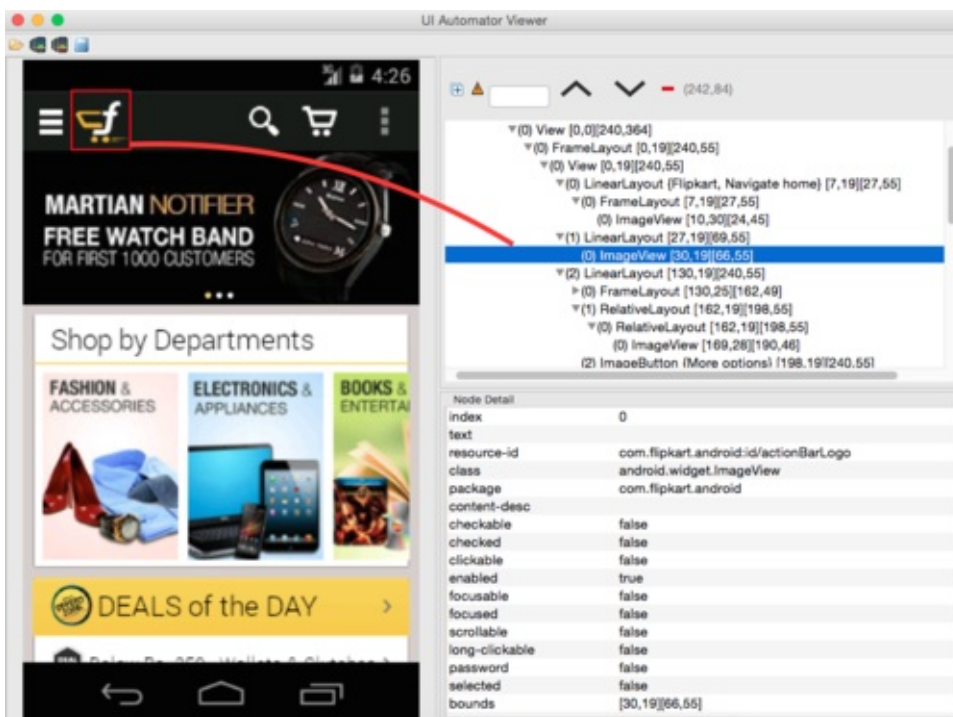 UI Automator Viewer
3G 4:26
MARTIAN NOTIFIER
FREE WATCH BAND
FOR FIRST 1000 CUSTOMERS
Shop by Departments
FASHION &
ACCESSORIES
ELECTRONICS &
APPLIANCES
BOOKS &
ENTERTAI
DEALS of the DAY
(242,84)
(0) View [0,0][240,364]
(0) FrameLayout [0,19][240,55]
(0) View [0,19][240,55]
(0) LinearLayout {Flipkart, Navigate home} [7,19][27,55]
(0) FrameLayout [7,19][27,55]
(0) ImageView [10,30][24,45]
(1) LinearLayout [27,19][69,55]
(0) ImageView [30,19][66,55]
(2) LinearLayout [130,19][240,55]
(0) FrameLayout [130,25][162,49]
(1) RelativeLayout [162,19][198,55]
(0) RelativeLayout [162,19][198,55]
(0) ImageView [169,28][190,46]
(2) ImageButton {More options} [198,19][240,55]
Node Detail
index 0
text
resource-id com.flipkart.android:id/actionBarLogo
class android.widget.ImageView
package com.flipkart.android
content-desc
checkable false
checked false
clickable false
enabled true
focusable false
focused false
scrollable false
long-clickable false
password false
selected false
bounds [30,19][66,55]